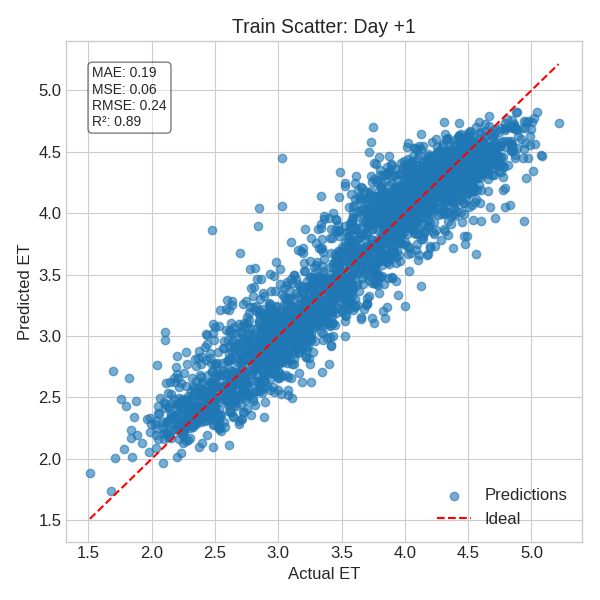 Train Scatter: Day +1
MAE: 0.19
MSE: 0.06
RMSE: 0.24
R²: 0.89
5.0
4.5
4.0
3.5
3.0
2.5
2.0
1.5
Predicted ET
Predictions
Ideal
1.5 2.0 2.5 3.0 3.5 4.0 4.5 5.0
Actual ET